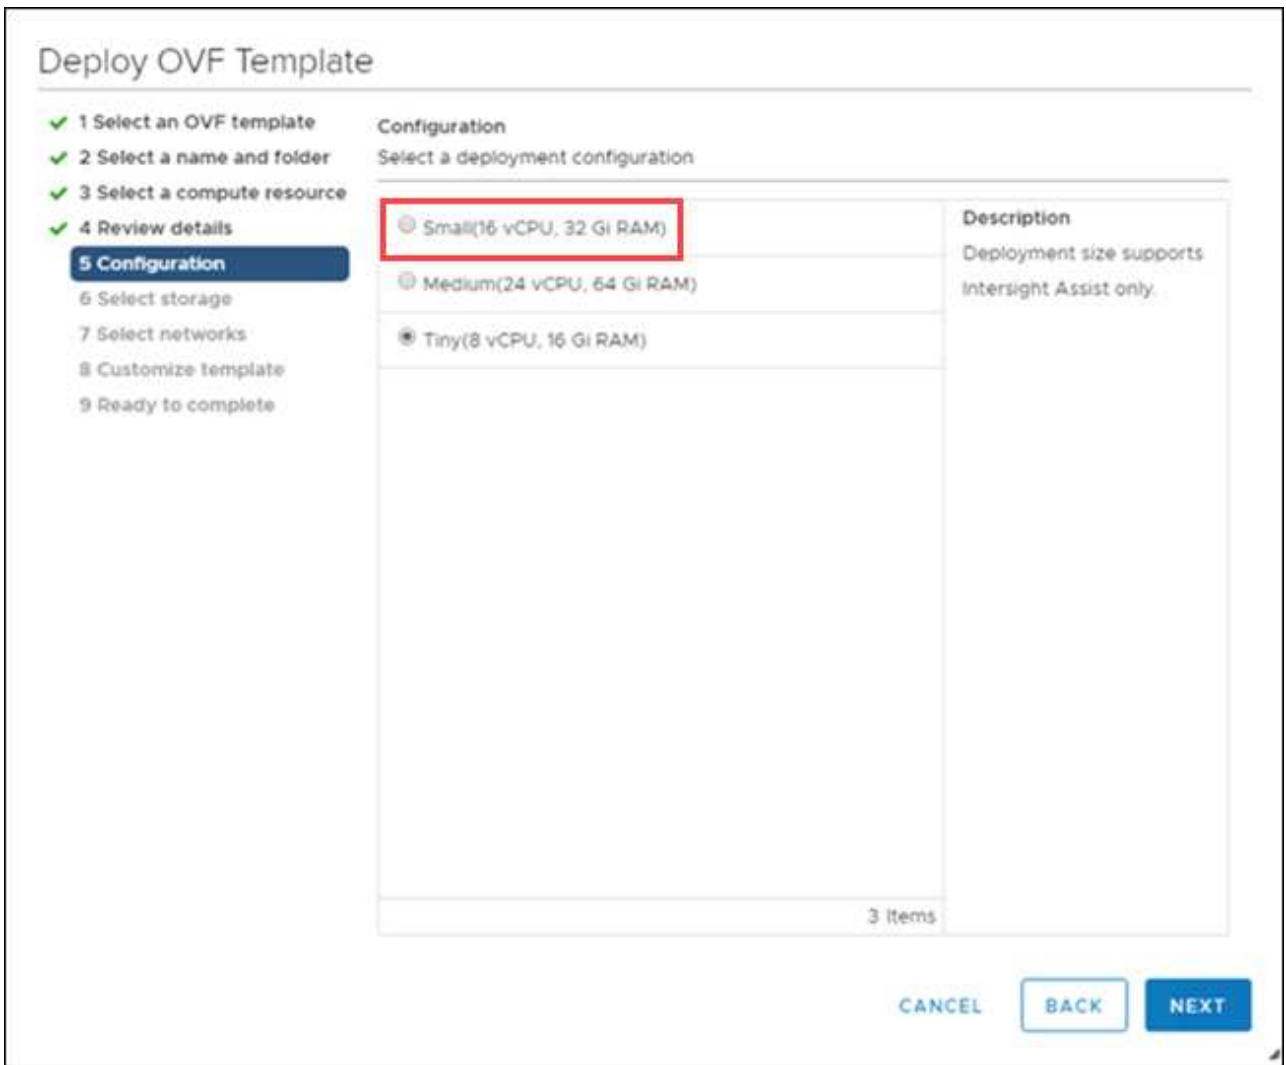 Deploy OVF Template
1 Select an OVF template
2 Select a name and folder
3 Select a compute resource
4 Review details
5 Configuration
6 Select storage
7 Select networks
8 Customize template
9 Ready to complete
Configuration
Select a deployment configuration
Small(16 vCPU, 32 Gi RAM)
Medium(24 vCPU, 64 Gi RAM)
Tiny(8 vCPU, 16 Gi RAM)
3 Items
Description
Deployment size supports
Intersight Assist only.
CANCEL
BACK
NEXT